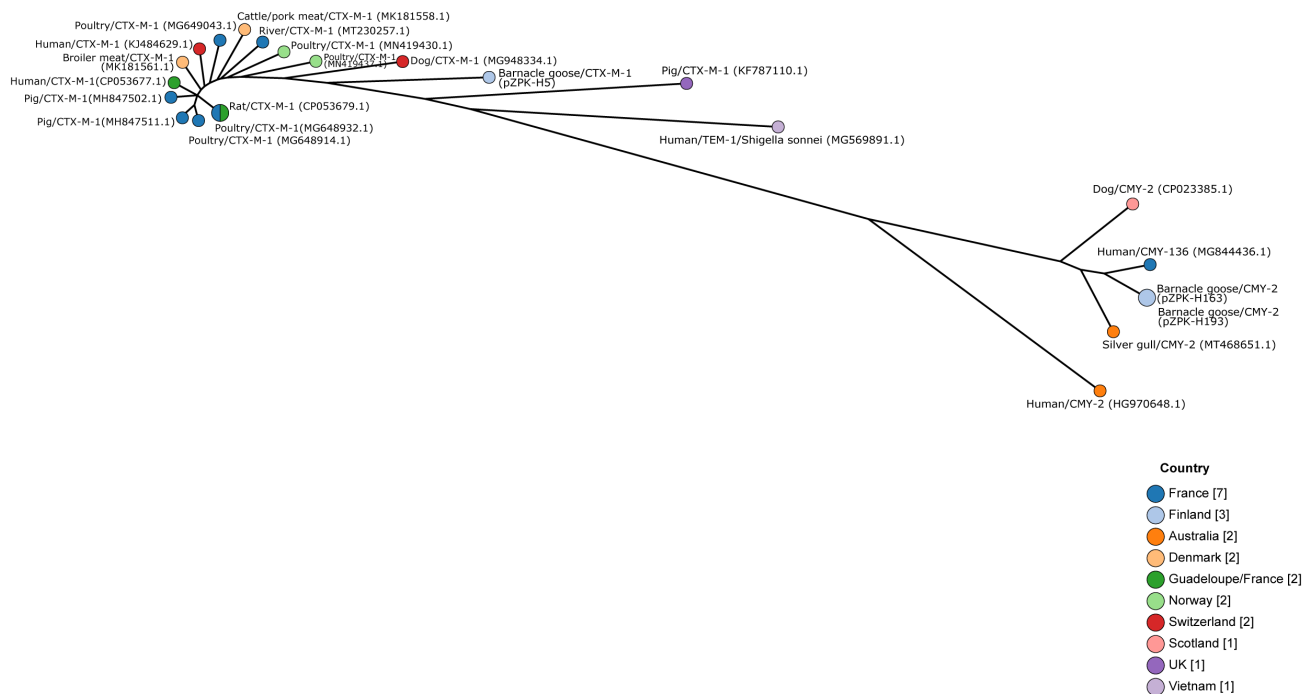 Cattle/pork meat/CTX-M-1 (MK181558.1)
Poultry/CTX-M-1 (MG649043.1)
River/CTX-M-1 (MT230257.1)
Human/CTX-M-1 (KJ484629.1)
Poultry/CTX-M-1 (MN419430.1)
Broiler meat/CTX-M-1
(MK181561.1)
Poultry/CTX-M-1
(MN419437.1)
Dog/CTX-M-1 (MG948334.1)
Barnacle goose/CTX-M-1
(pZPK-H5)
Pig/CTX-M-1 (KF787110.1)
Human/CTX-M-1(CP053677.1)
Pig/CTX-M-1(MH847502.1)
Rat/CTX-M-1 (CP053679.1)
Pig/CTX-M-1(MH847511.1)
Poultry/CTX-M-1(MG648932.1)
Poultry/CTX-M-1 (MG648914.1)
Human/TEM-1/Shigella sonnei (MG569891.1)
Dog/CMY-2 (CP023385.1)
Human/CMY-136 (MG844436.1)
Barnacle goose/CMY-2
(pZPK-H163)
Barnacle goose/CMY-2
(pZPK-H193)
Silver gull/CMY-2 (MT468651.1)
Human/CMY-2 (HG970648.1)
Country
France [7]
Finland [3]
Australia [2]
Denmark [2]
Guadeloupe/France [2]
Norway [2]
Switzerland [2]
Scotland [1]
UK [1]
Vietnam [1]